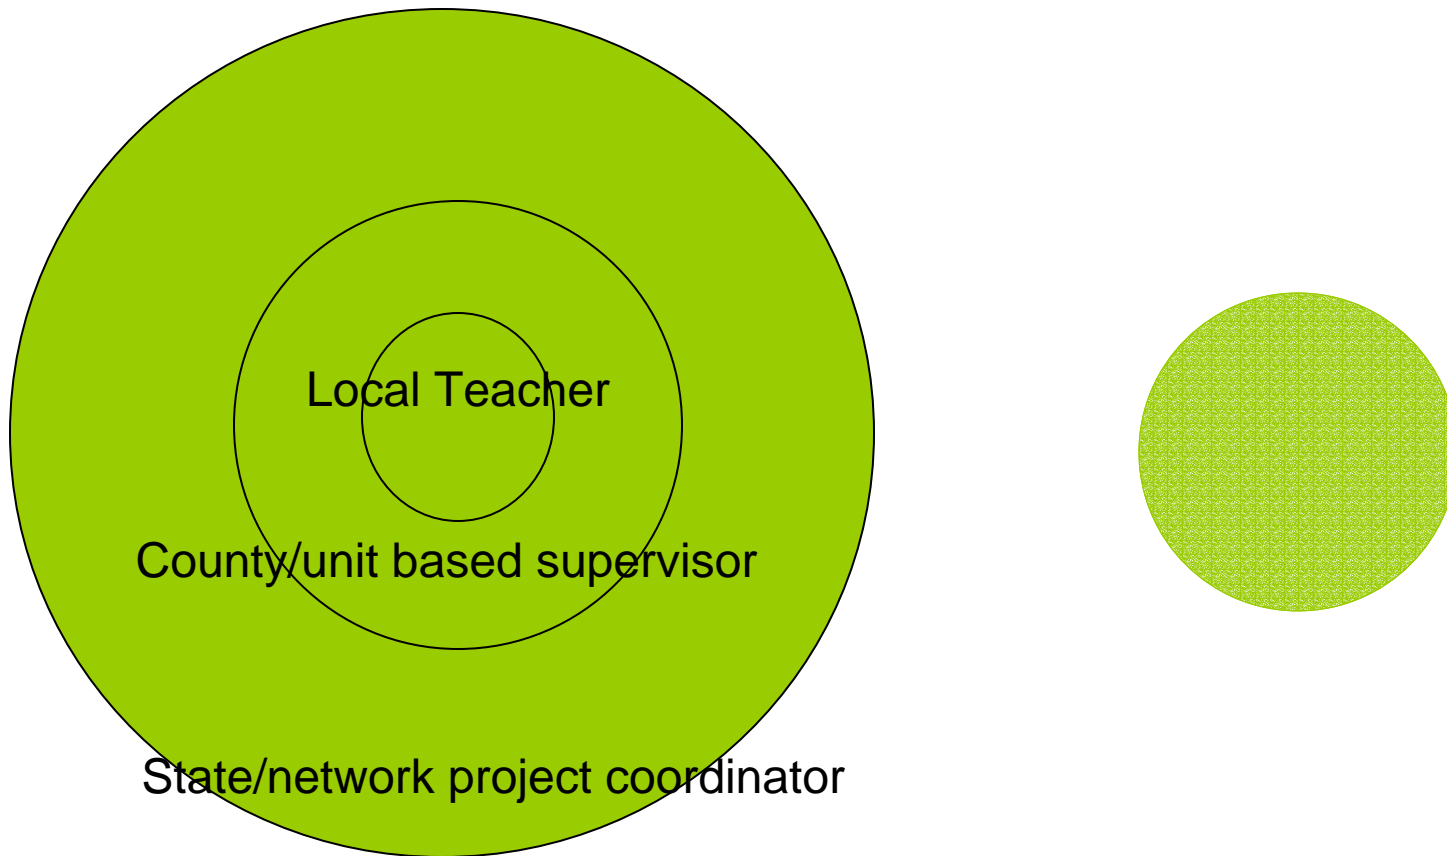 Local Teacher
County/unit based supervisor
State/network project coordinator